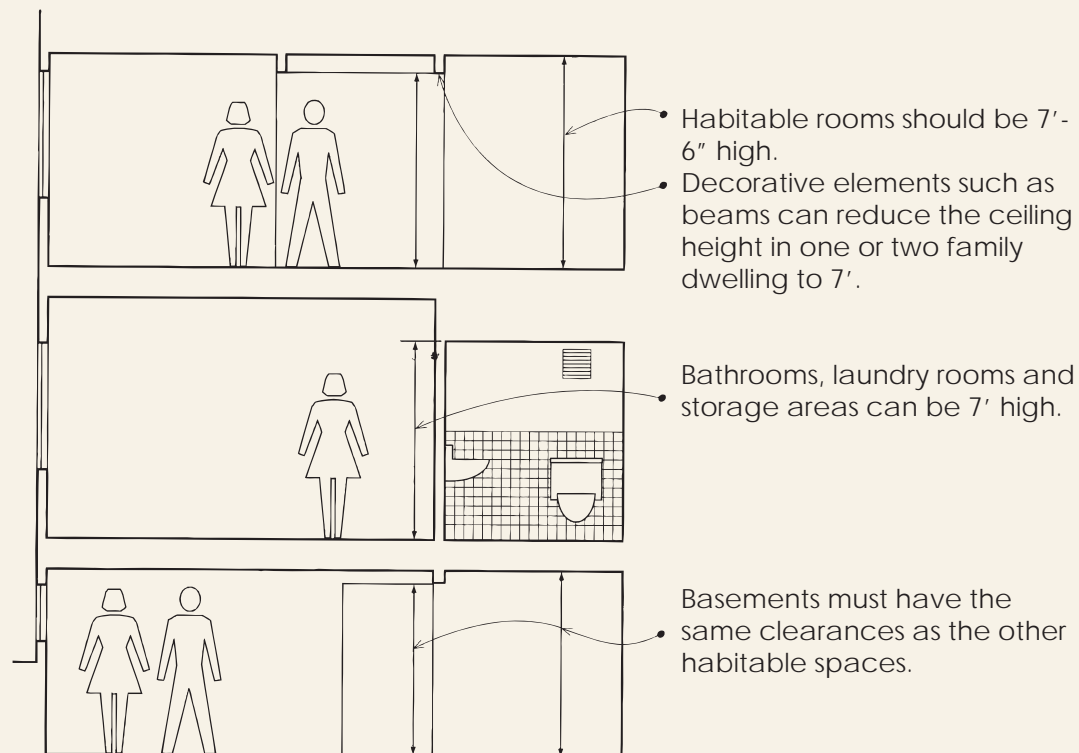 Habitable rooms should be 7′-
6″ high.
Decorative elements such as
beams can reduce the ceiling
height in one or two family
dwelling to 7′.
Bathrooms, laundry rooms and
storage areas can be 7′ high.
Basements must have the
same clearances as the other
habitable spaces.